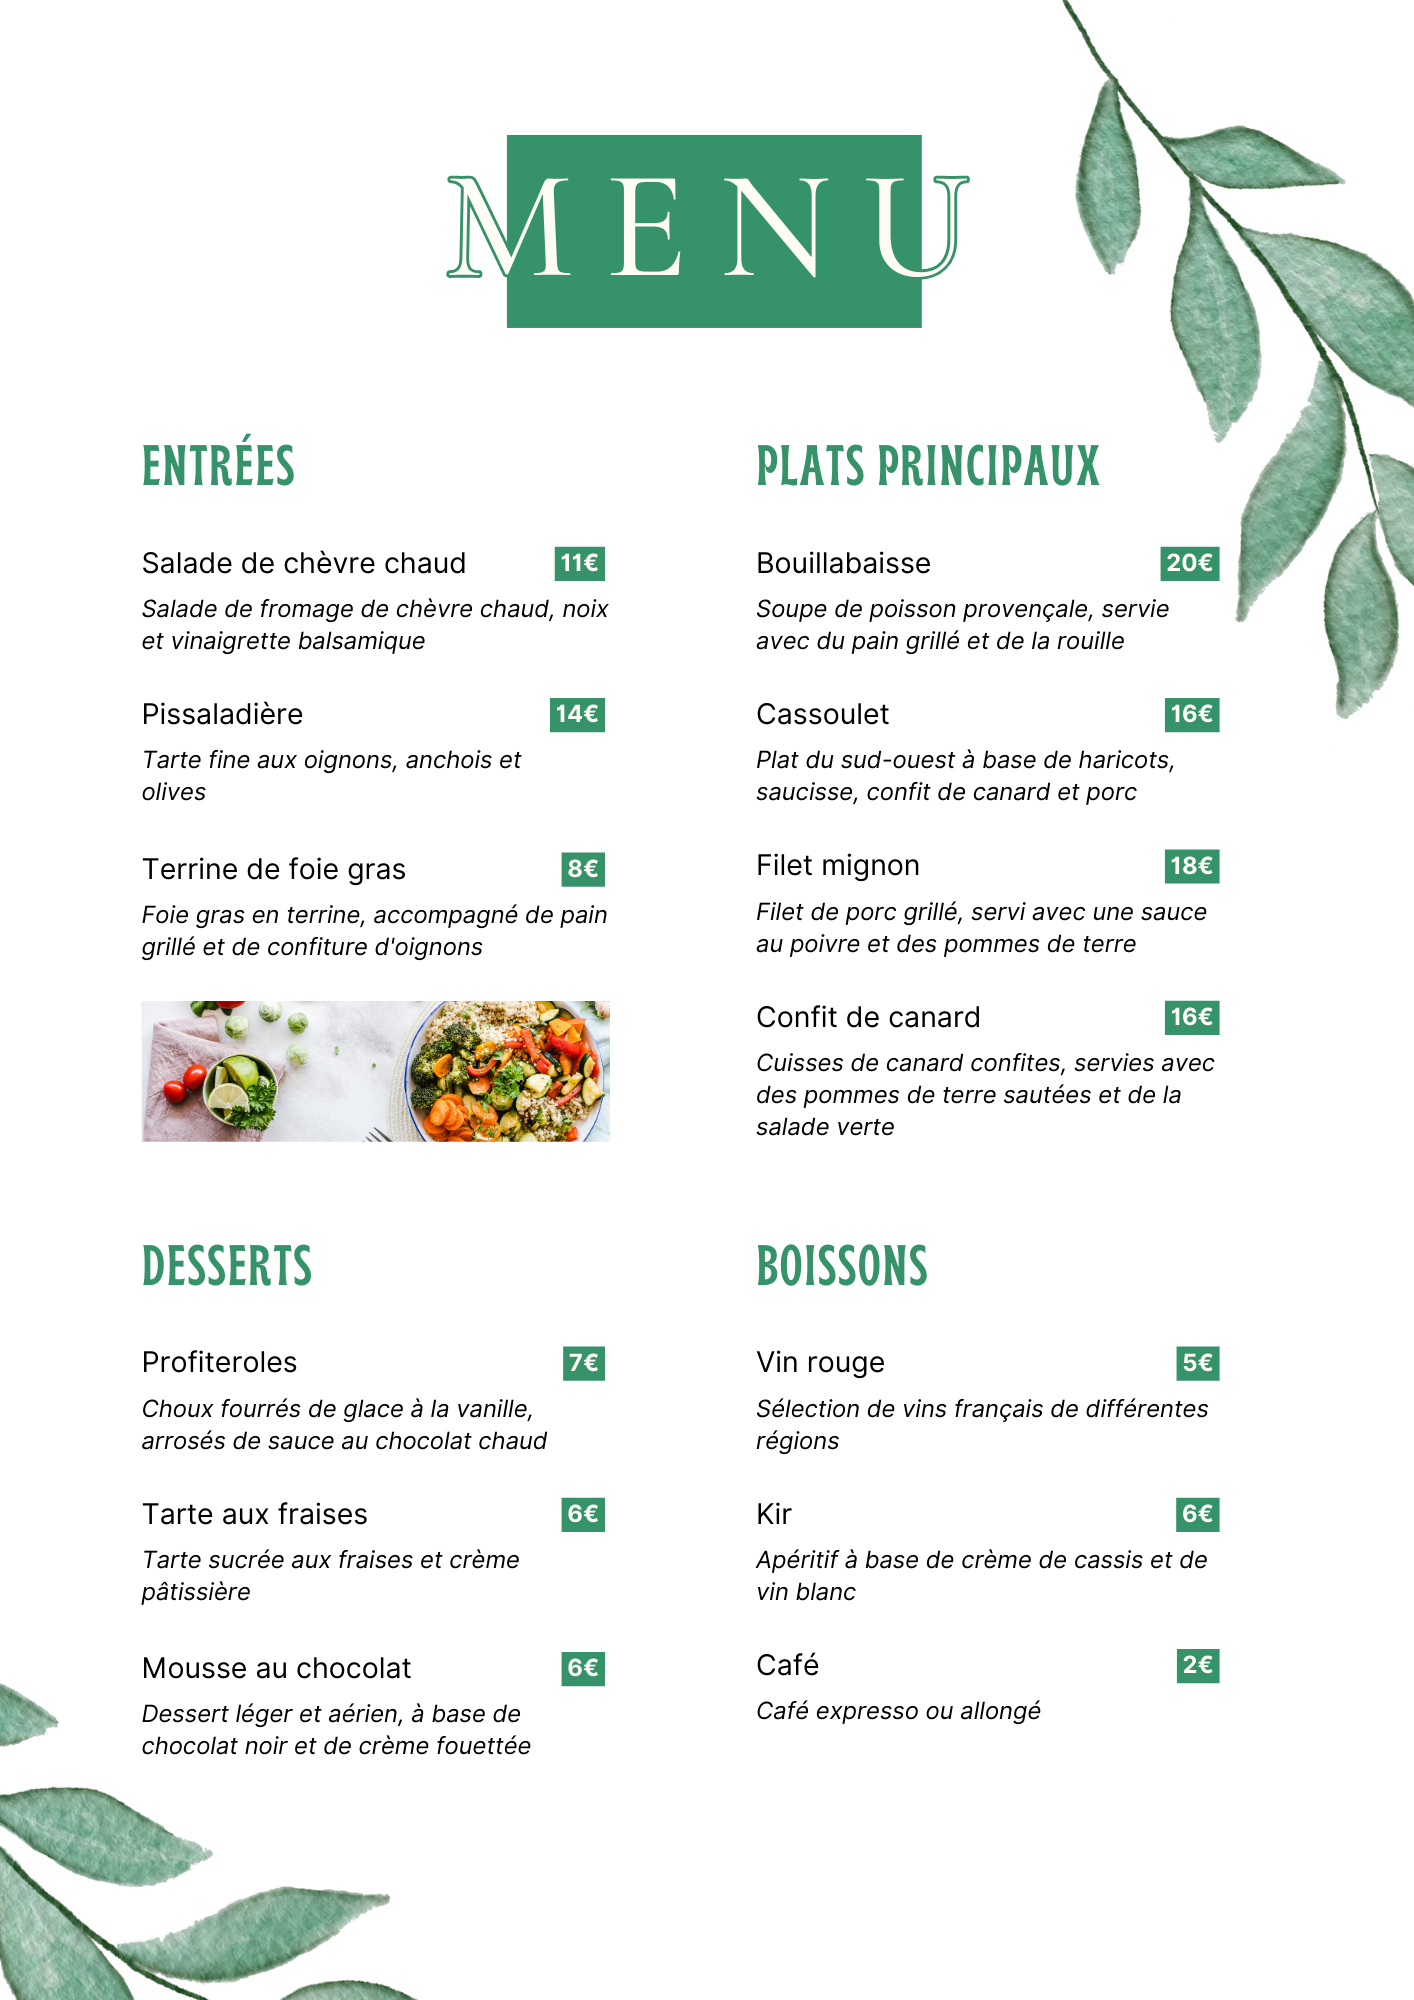 MENU
ENTRÉES
Salade de chèvre chaud 11€
Salade de fromage de chèvre chaud, noix
et vinaigrette balsamique
Pissaladière 14€
Tarte fine aux oignons, anchois et
olives
Terrine de foie gras 8€
Foie gras en terrine, accompagné de pain
grillé et de confiture d'oignons
PLATS PRINCIPAUX
Bouillabaisse 20€
Soupe de poisson provençale, servie
avec du pain grillé et de la rouille
Cassoulet 16€
Plat du sud-ouest à base de haricots,
saucisse, confit de canard et porc
Filet mignon 18€
Filet de porc grillé, servi avec une sauce
au poivre et des pommes de terre
Confit de canard 16€
Cuisses de canard confites, servies avec
des pommes de terre sautées et de la
salade verte
DESSERTS
Profiteroles 7€
Choux fourrés de glace à la vanille,
arrosés de sauce au chocolat chaud
Tarte aux fraises 6€
Tarte sucrée aux fraises et crème
pâtissière
Mousse au chocolat 6€
Dessert léger et aérien, à base de
chocolat noir et de crème fouettée
BOISSONS
Vin rouge 5€
Sélection de vins français de différentes
régions
Kir 6€
Apéritif à base de crème de cassis et de
vin blanc
Café 2€
Café expresso ou allongé